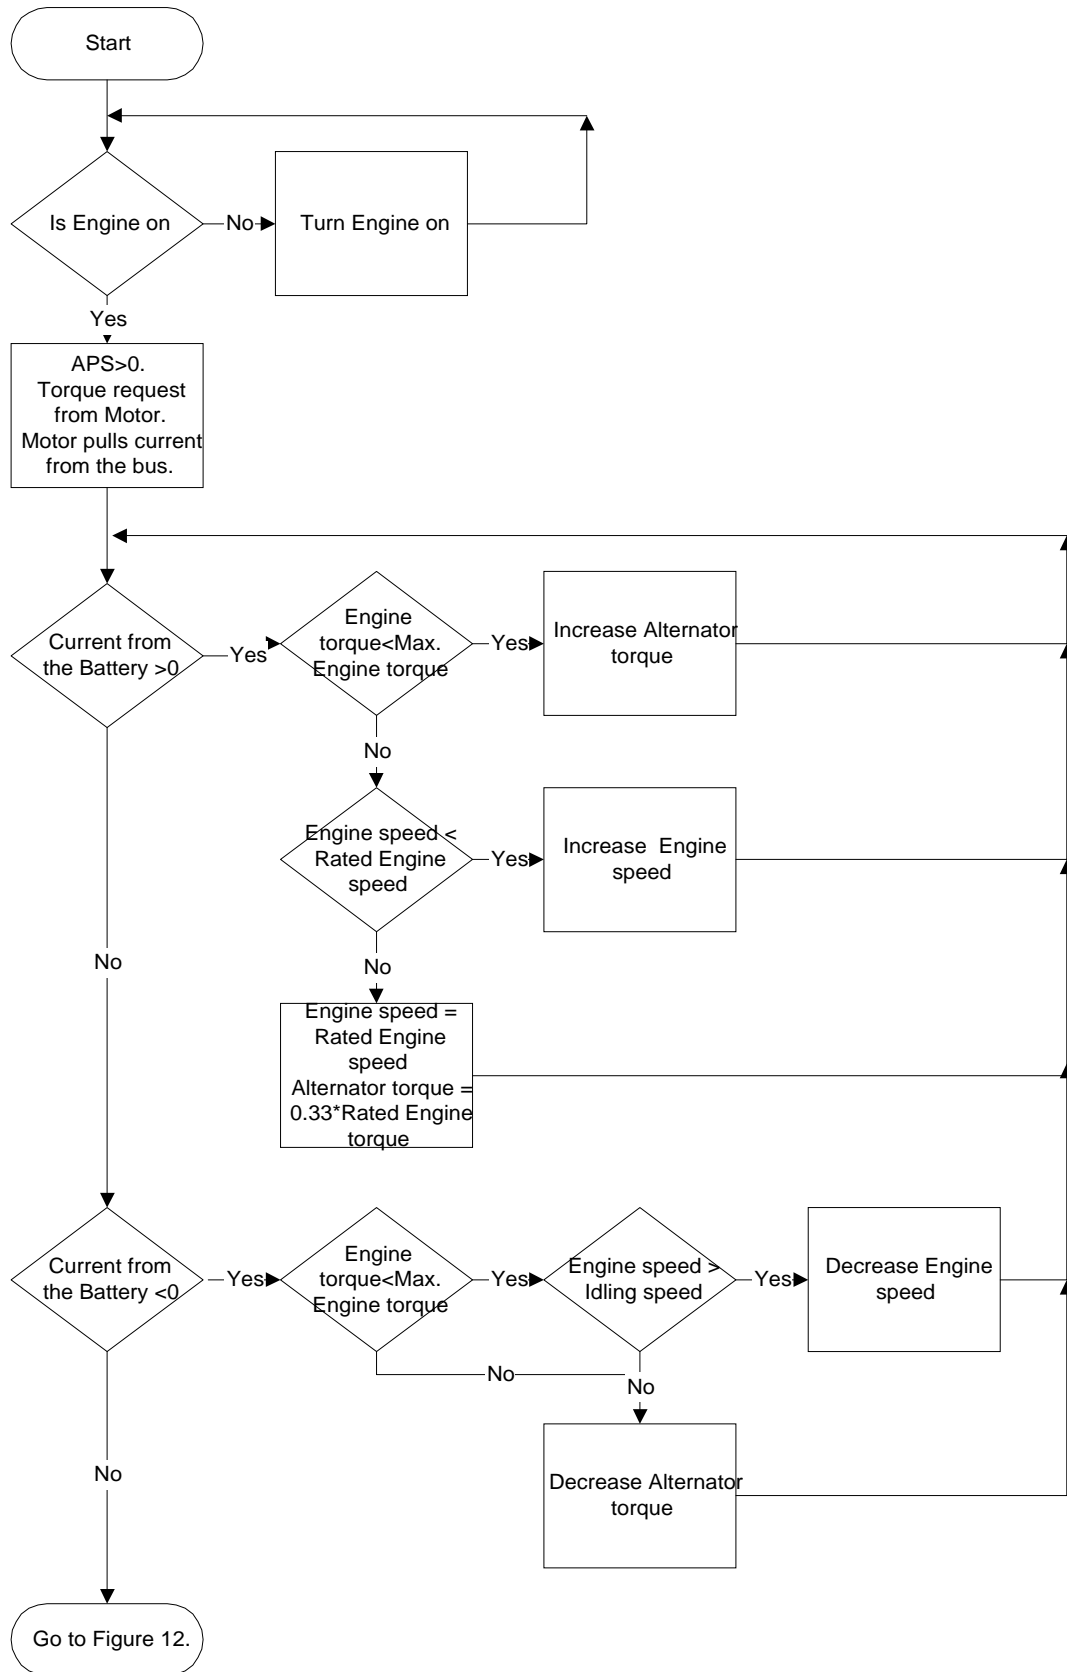 Start
Is Engine on
No
Turn Engine on
Yes
APS>0.
Torque request
from Motor.
Motor pulls current
from the bus.
Current from
the Battery >0
Yes
Engine
torque<Max.
Engine torque
Yes
Increase Alternator
torque
No
Engine speed <
Rated Engine
speed
Yes
Increase Engine
speed
No
No
Engine speed =
Rated Engine
speed
Alternator torque =
0.33*Rated Engine
torque
Current from
the Battery <0
Yes
Engine
torque<Max.
Engine torque
Yes
Engine speed >
Idling speed
Yes
Decrease Engine
speed
No
No
Decrease Alternator
torque
No
Go to Figure 12.